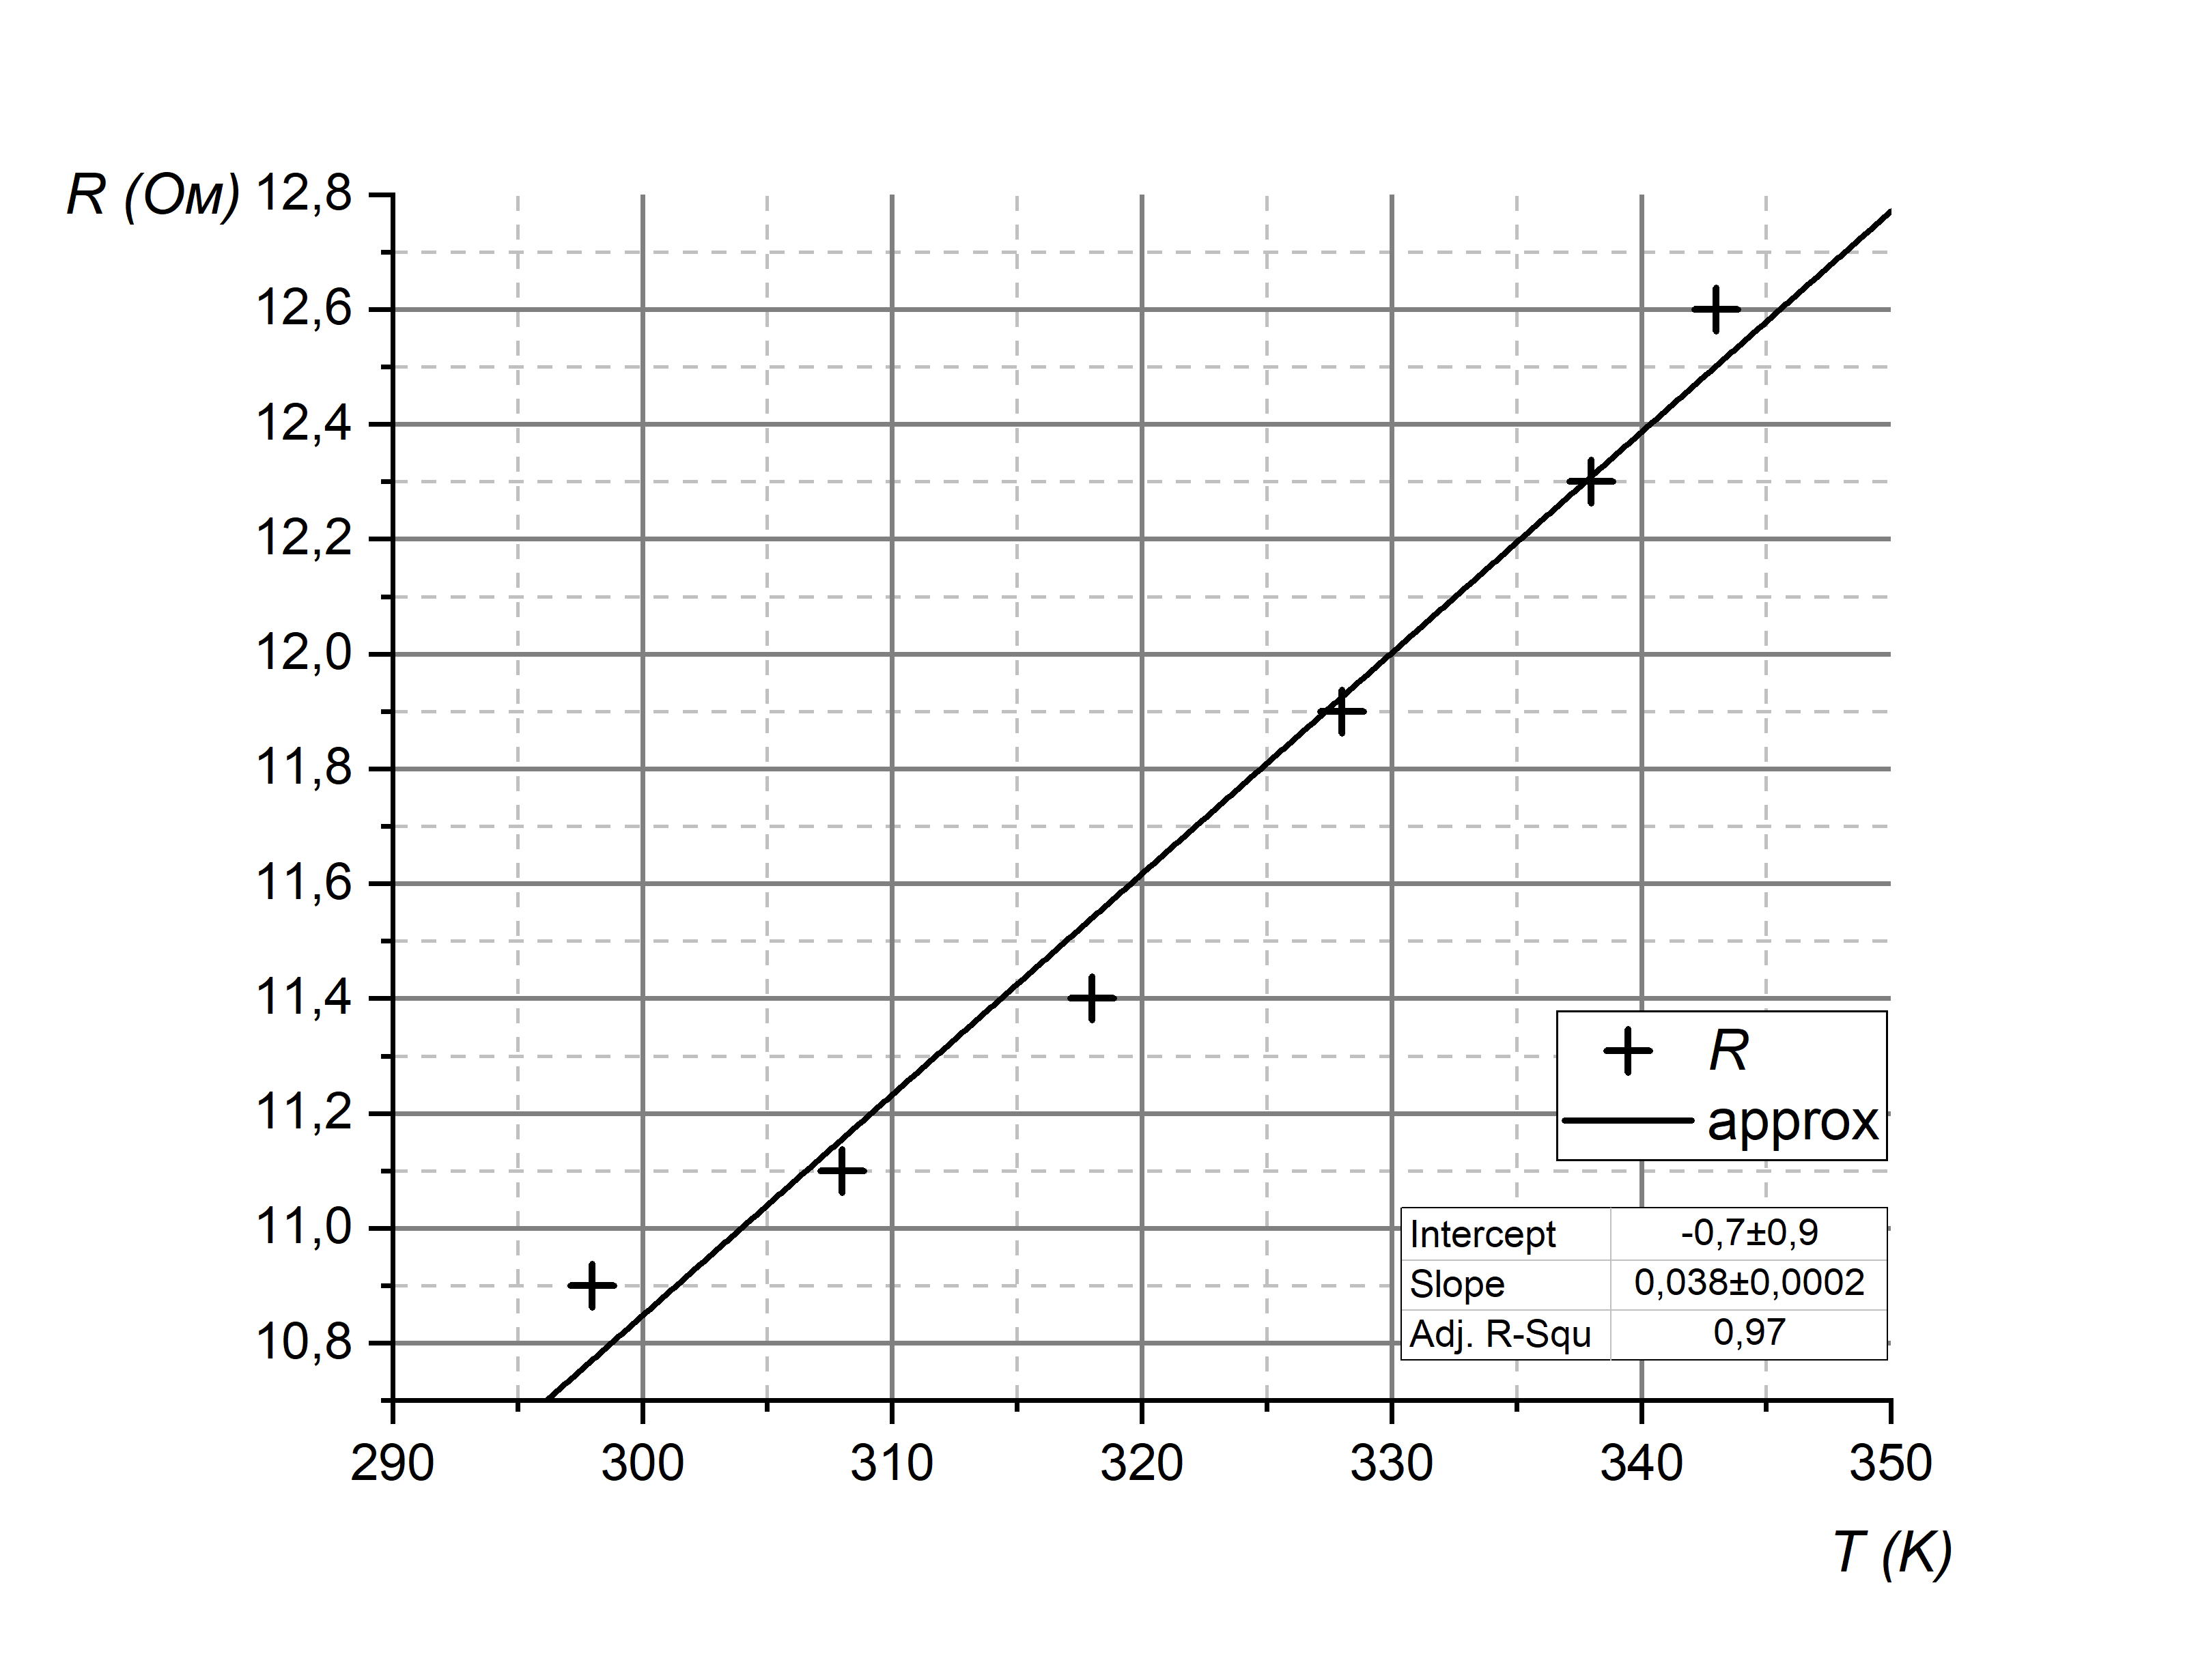 R (Ом)
12,8
12,6
12,4
12,2
12,0
11,8
11,6
11,4
11,2
11,0
10,8
290 300 310 320 330 340 350
T (K)
R
approx
Intercept -0,7±0,9
Slope 0,038±0,0002
Adj. R-Squ 0,97